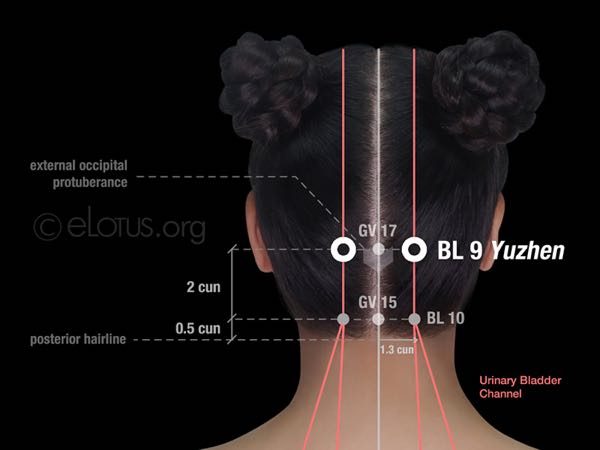 external occipital
protuberance
© eLotus.org
GV 17
BL 9 Yuzhen
2 cun
GV 15
BL 10
0.5 cun
posterior hairline
1.3 cun
Urinary Bladder
Channel